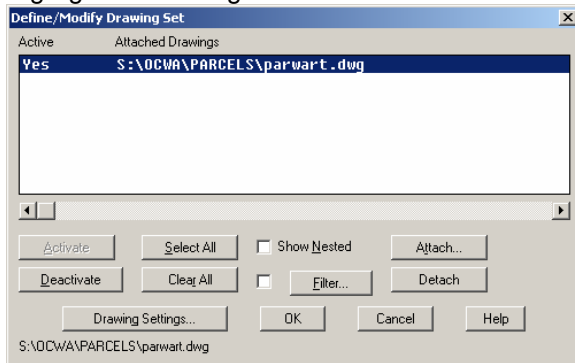 Define/Modify Drawing Set
Active Attached Drawings
Yes S:\OCWA\PARCELS\parwart.dwg
Activate Select All Show Nested Attach...
Deactivate Clear All Filter... Detach
Drawing Settings... OK Cancel Help
S:\OCWA\PARCELS\parwart.dwg